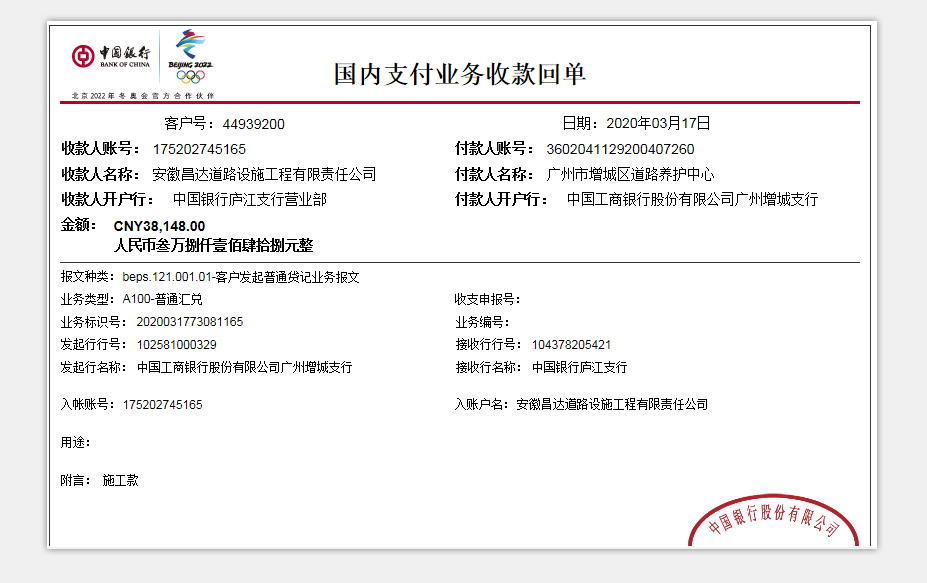 中国银行
BANK OF CHINA
BEIJING 2022
北京2022年冬奥会官方合作伙伴
国内支付业务收款回单
客户号：44939200 日期：2020年03月17日
收款人账号：175202745165 付款人账号：3602041129200407260
收款人名称：安徽昌达道路设施工程有限责任公司 付款人名称：广州市增城区道路养护中心
收款人开户行：中国银行庐江支行营业部 付款人开户行：中国工商银行股份有限公司广州增城支行
金额：CNY38,148.00
人民币叁万捌仟壹佰肆拾捌元整
报文种类：beps.121.001.01-客户发起普通贷记业务报文
业务类型：A100-普通汇兑 收支申报号：
业务标识号：2020031773081165 业务编号：
发起行行号：102581000329 接收行行号：104378205421
发起行名称：中国工商银行股份有限公司广州增城支行 接收行名称：中国银行庐江支行
入帐账号：175202745165 入账户名：安徽昌达道路设施工程有限责任公司
用途：
附言：施工款
中国银行股份有限公司